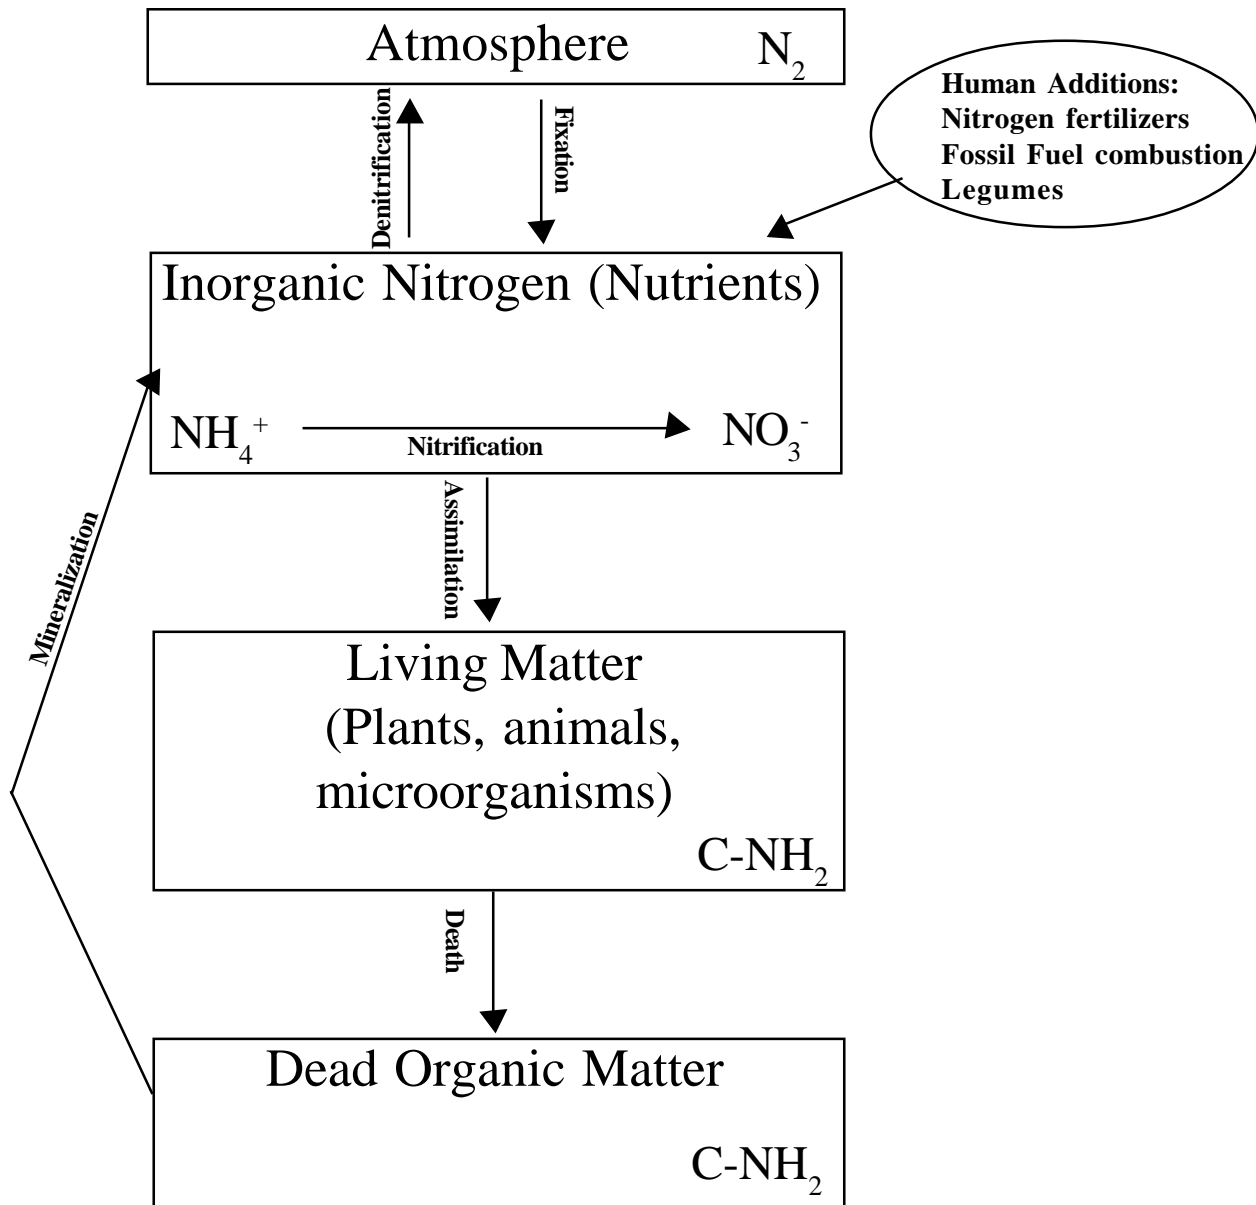 Atmosphere N₂
Human Additions:
Nitrogen fertilizers
Fossil Fuel combustion
Legumes
Denitrification
Fixation
Inorganic Nitrogen (Nutrients)
NH₄⁺ Nitrification NO₃⁻
Assimilation
Mineralization
Living Matter
(Plants, animals,
microorganisms)
C-NH₂
Death
Dead Organic Matter
C-NH₂